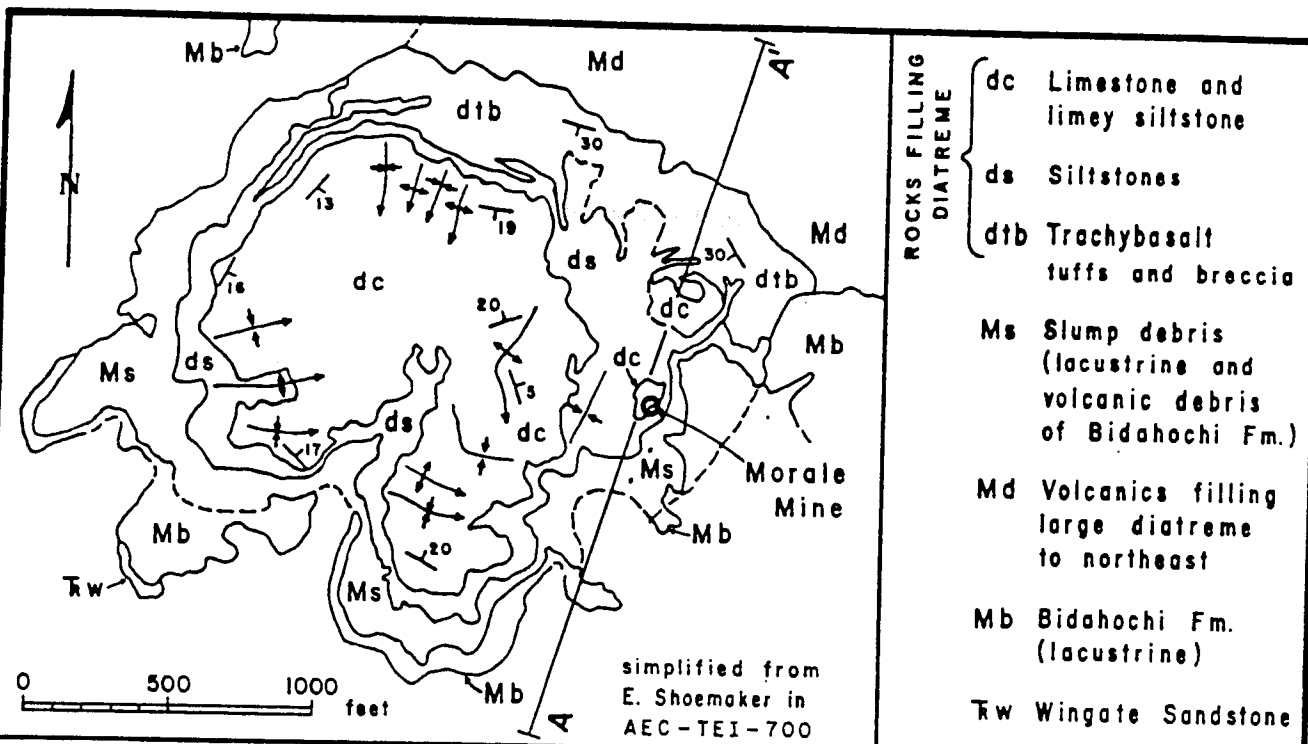 Mb
Md
A''
dtb
30
N
13
19
ds
30
Md
dtb
16
dc
20
dc
Mb
Ms
ds
dc
5
ds
dc
17
Ms
Morale
Mine
Mb
20
Mb
TRw
Ms
0 500 1000
feet
Mb
A
simplified from
E. Shoemaker in
AEC-TEI-700
ROCKS FILLING
DIATREME
dc Limestone and
limey siltstone
ds Siltstones
dtb Trachybasalt
tuffs and breccia
Ms Slump debris
(lacustrine and
volcanic debris
of Bidahochi Fm.)
Md Volcanics filling
large diatreme
to northeast
Mb Bidahochi Fm.
(lacustrine)
TRw Wingate Sandstone